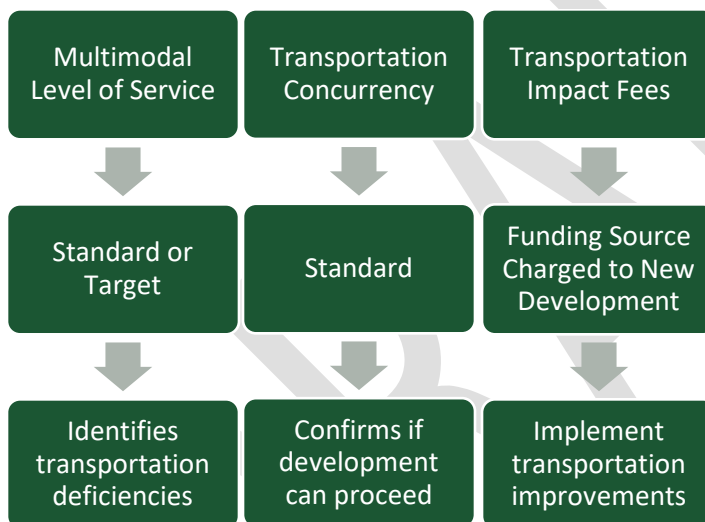 Multimodal
Level of Service
Transportation
Concurrency
Transportation
Impact Fees
Standard or
Target
Standard
Funding Source
Charged to New
Development
Identifies
transportation
deficiencies
Confirms if
development
can proceed
Implement
transportation
improvements